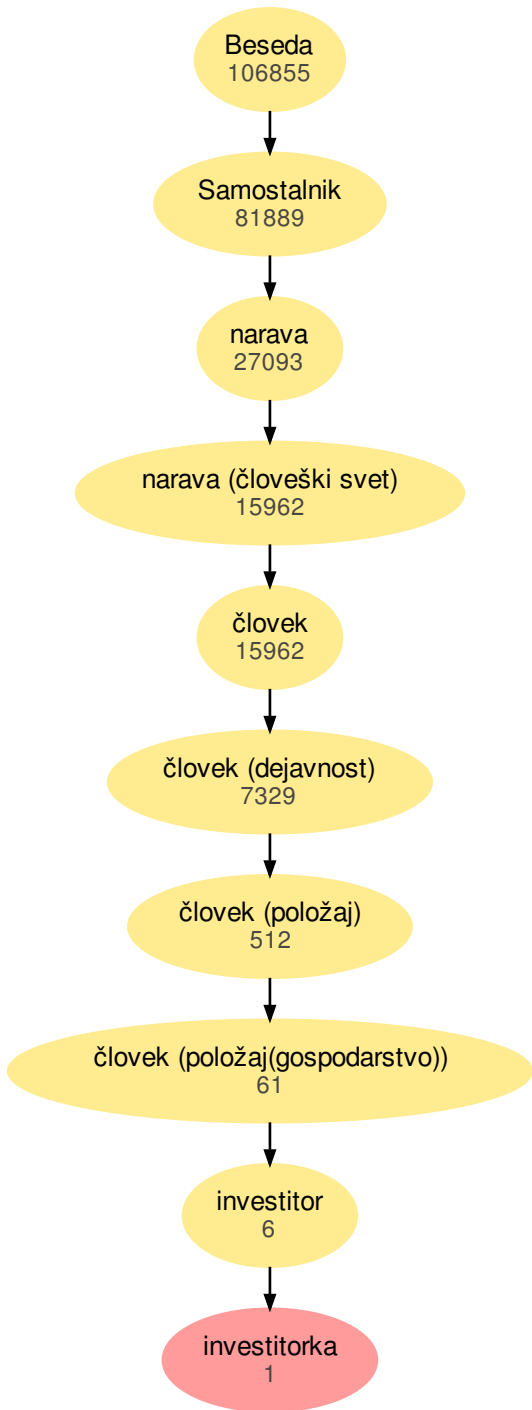 Beseda
106855
Samostalnik
81889
narava
27093
narava (človeški svet)
15962
človek
15962
človek (dejavnost)
7329
človek (položaj)
512
človek (položaj(gospodarstvo))
61
investitor
6
investitorka
1